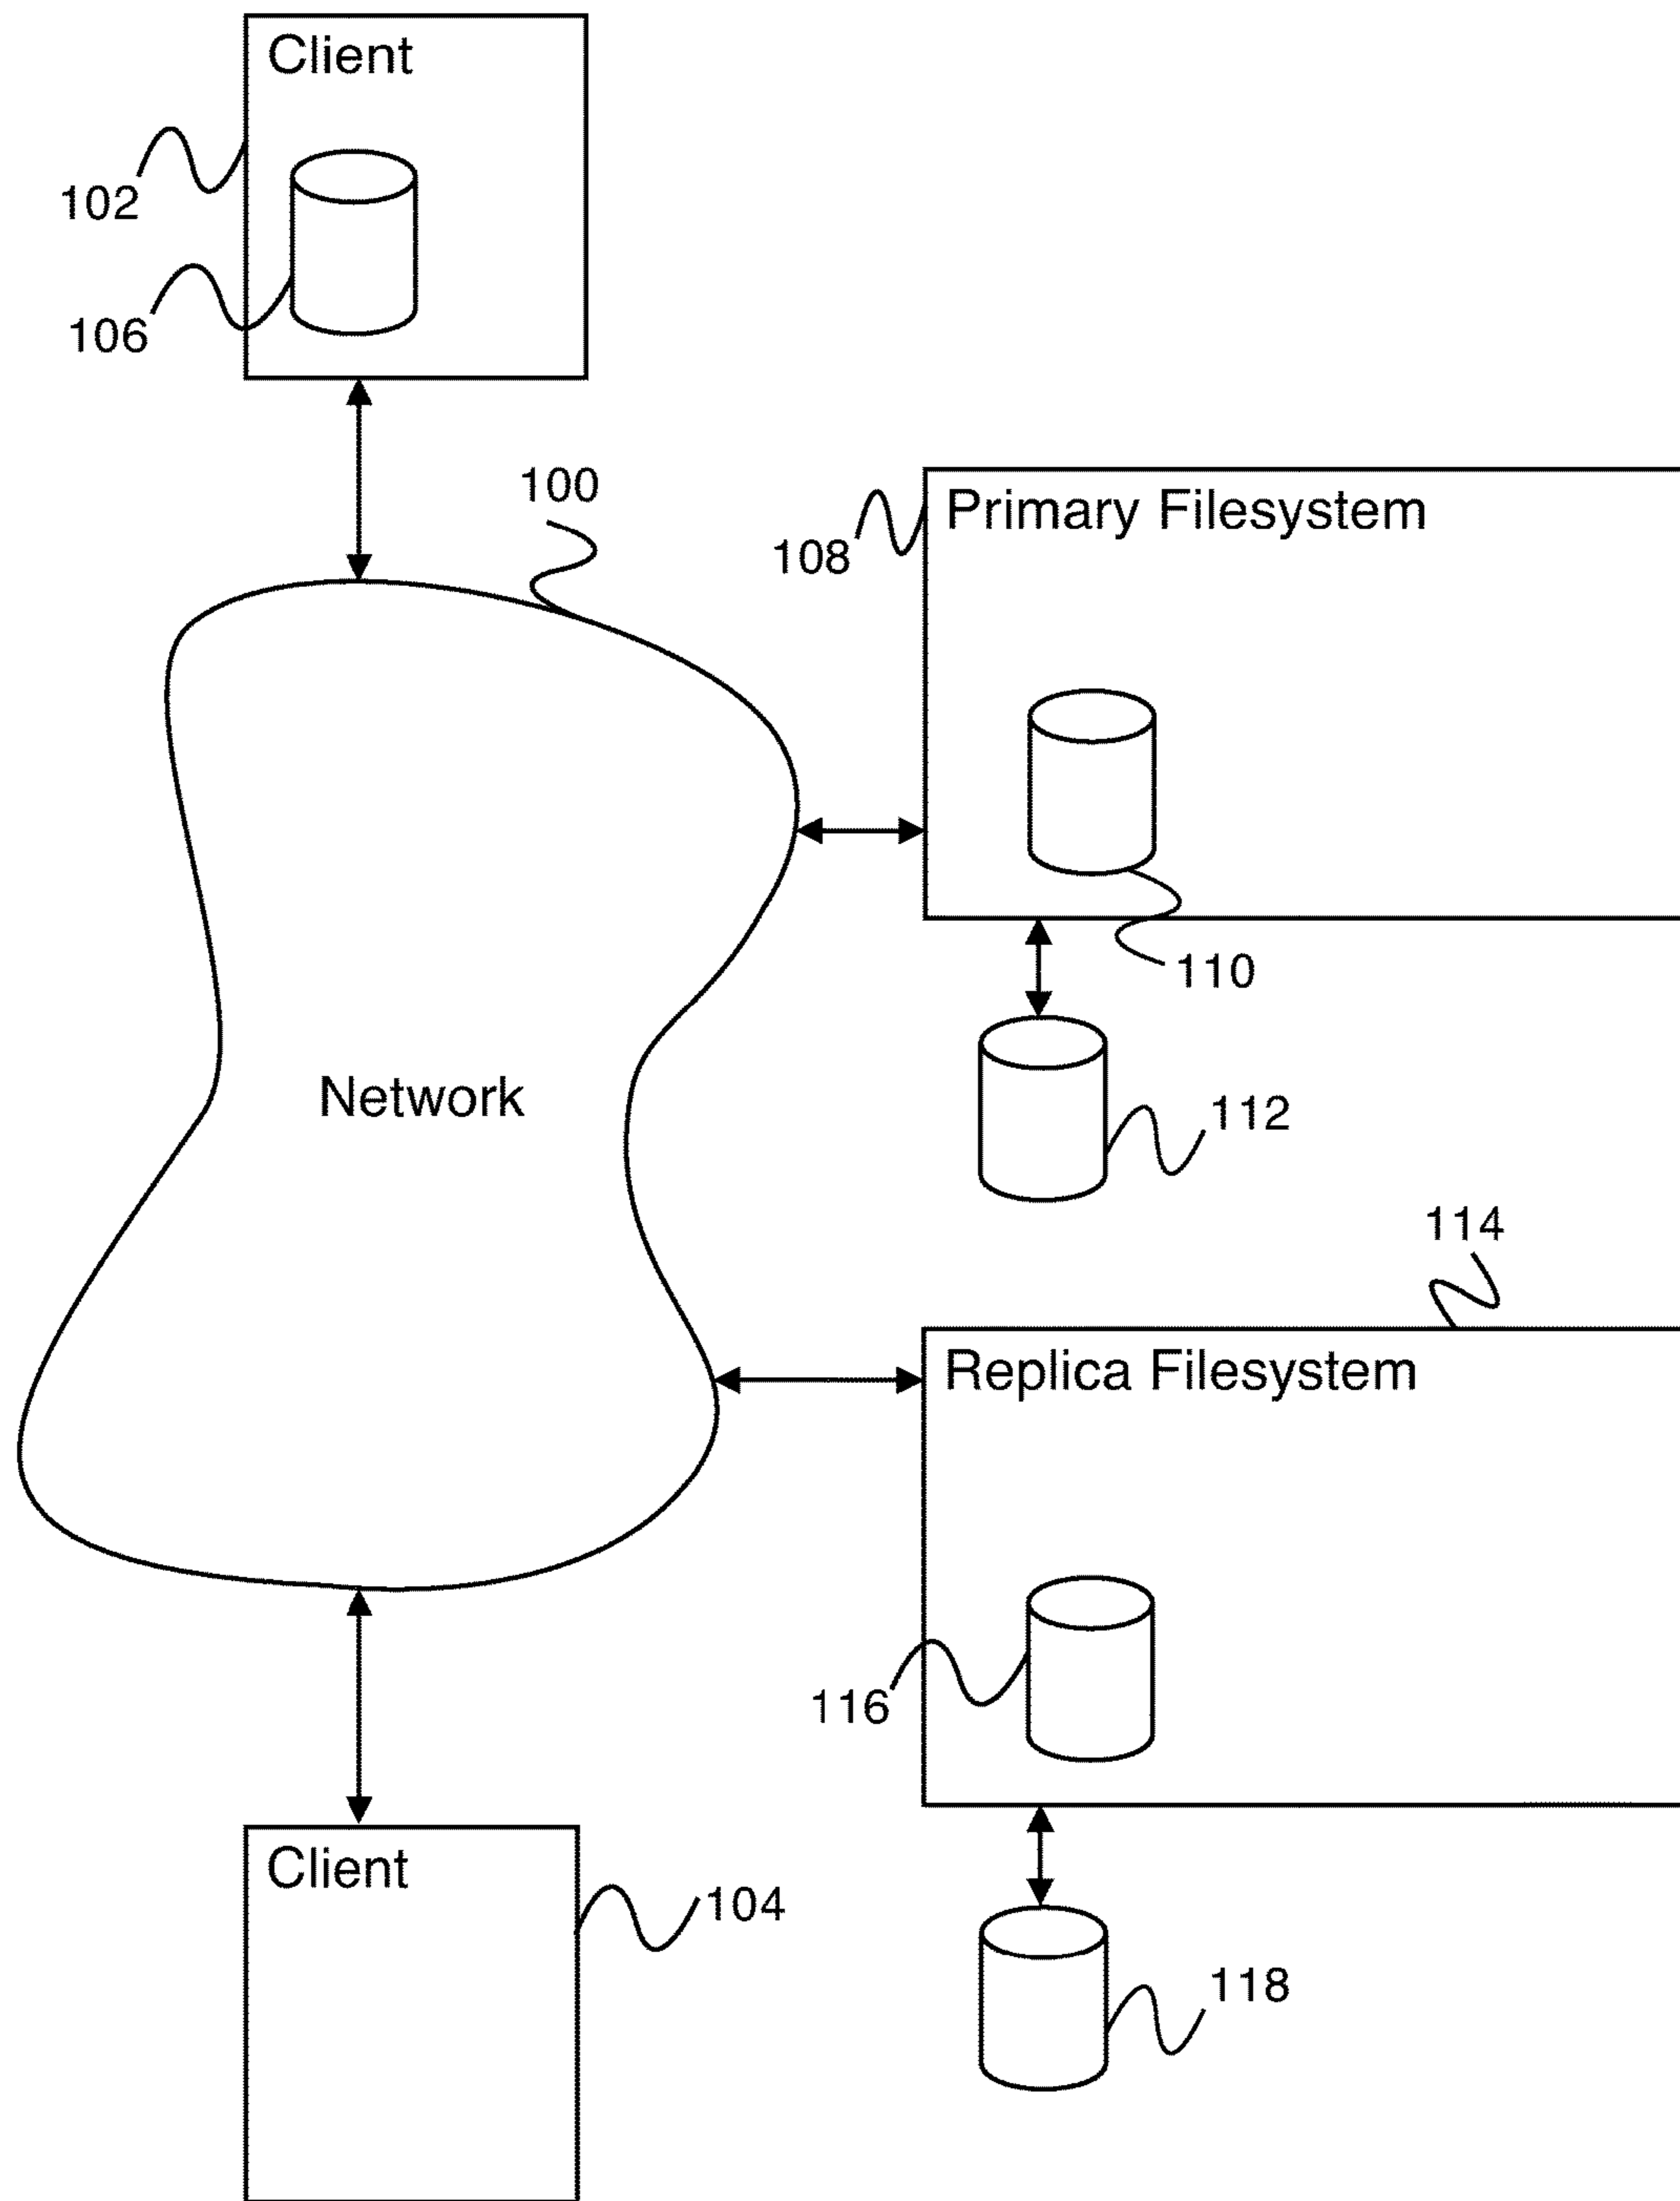 Client
102
106
100
Primary Filesystem
108
110
Network
112
114
Replica Filesystem
116
Client
104
118